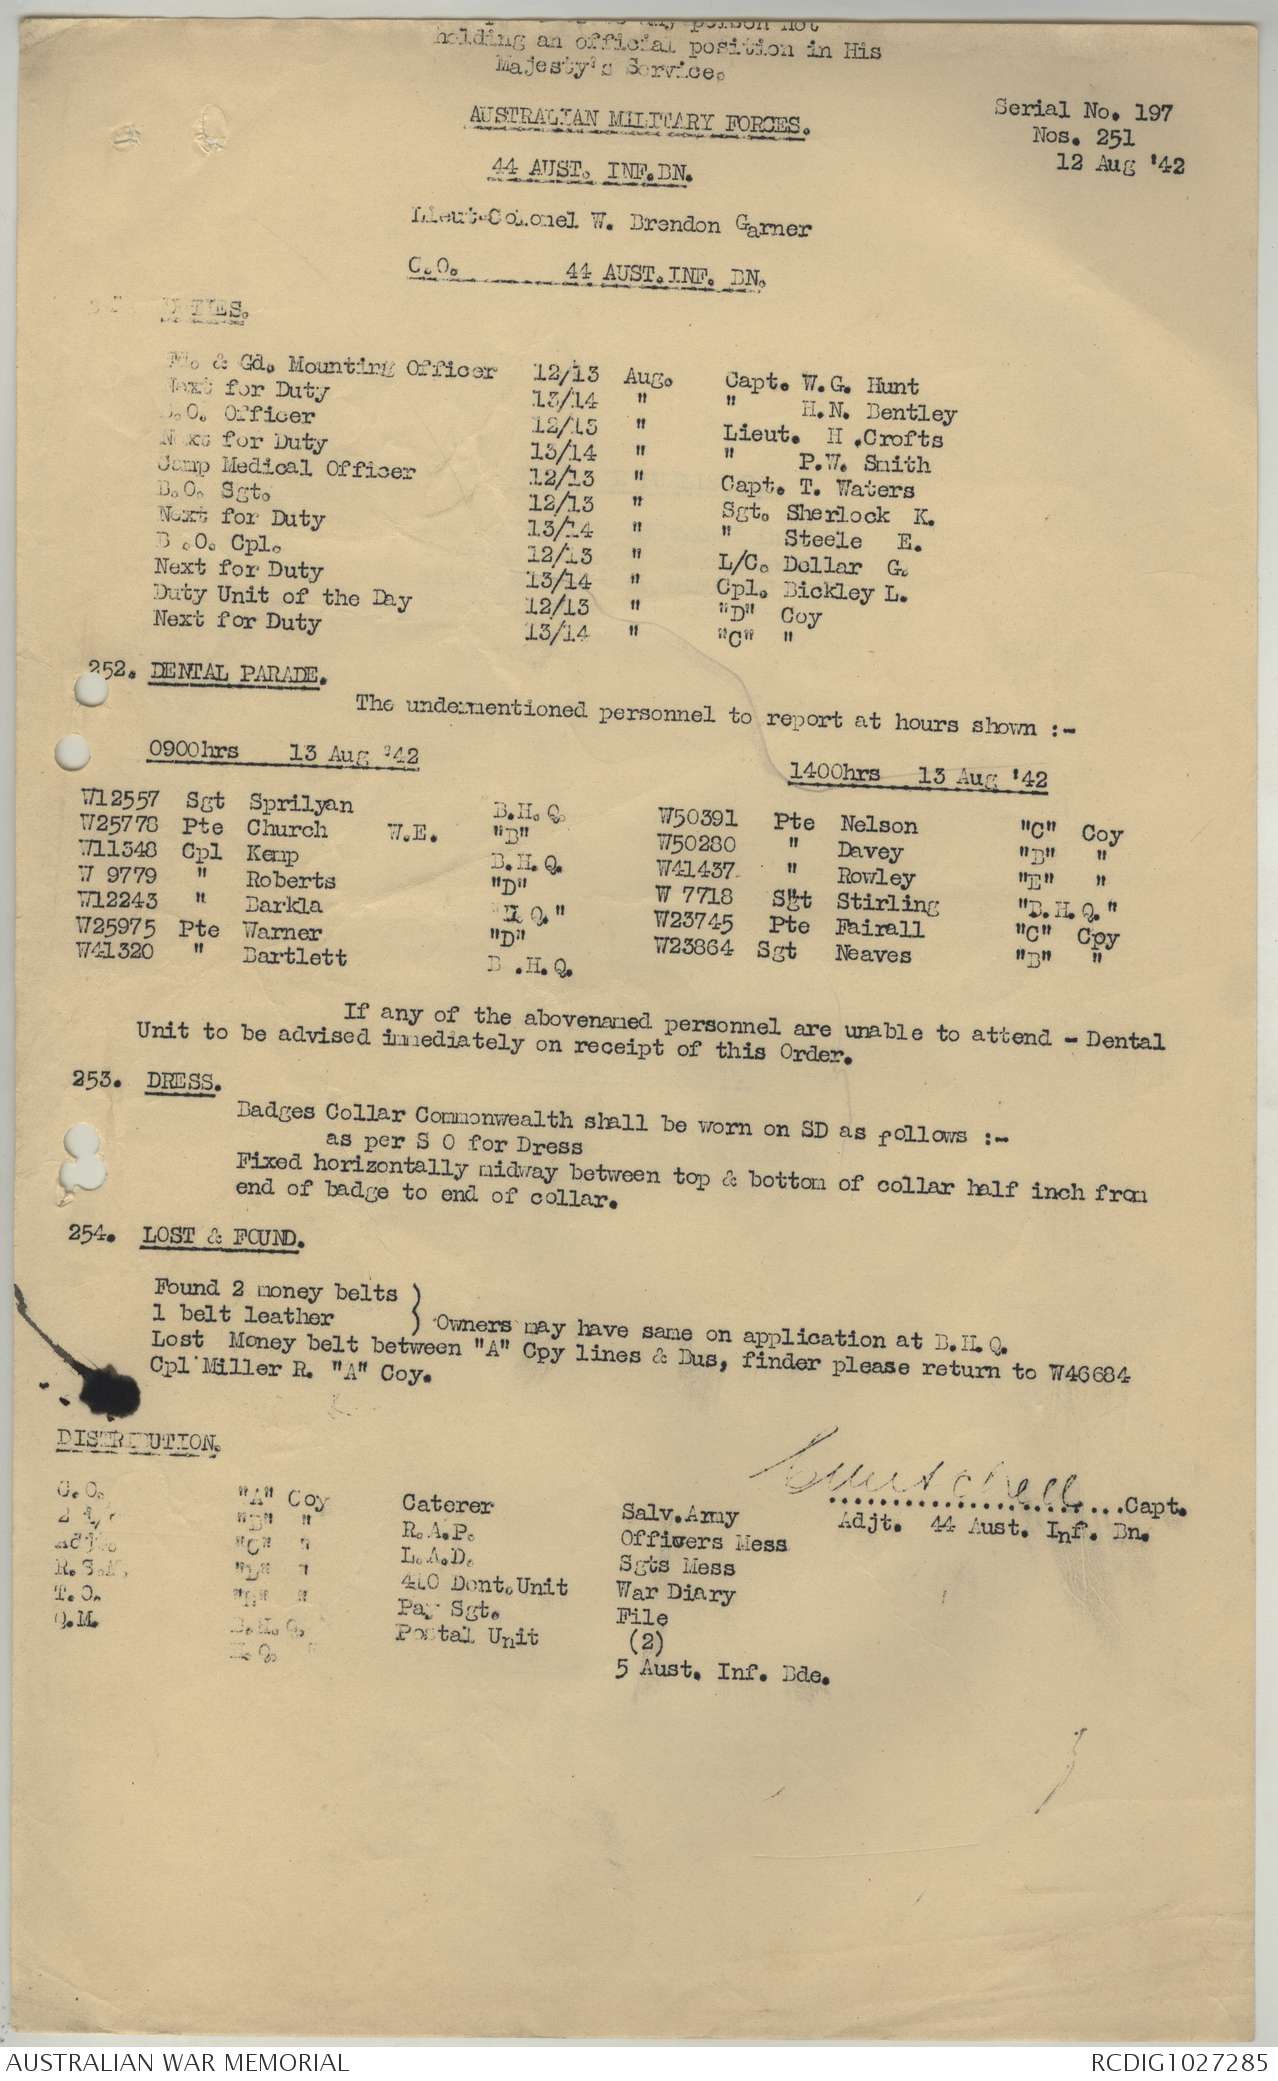 person not
holding an official position in His
Majesty's Service.
AUSTRALIAN MILITARY FORCES.
Serial No. 197
Nos. 251
12 Aug '42
44 AUST. INF.BN.
Lieut-Colonel W. Brendon Garner
C.O. 44 AUST.INF. BN.
DUTIES.
Fd. & Gd. Mounting Officer 12/13 Aug. Capt. W.G. Hunt
Next for Duty 13/14 " " H.N. Bentley
B.O. Officer 12/13 " Lieut. H .Crofts
Next for Duty 13/14 " " P.W. Smith
Camp Medical Officer 12/13 " Capt. T. Waters
B.O. Sgt. 12/13 " Sgt. Sherlock K.
Next for Duty 13/14 " " Steele E.
B .O. Cpl. 12/13 " L/C. Dollar G.
Next for Duty 13/14 " Cpl. Bickley L.
Duty Unit of the Day 12/13 " "D" Coy
Next for Duty 13/14 " "C" "
252. DENTAL PARADE.
The undermentioned personnel to report at hours shown :-
0900hrs 13 Aug '42
1400hrs 13 Aug '42
W12557 Sgt Sprilyan B.H.Q. W50391 Pte Nelson "C" Coy
W25778 Pte Church W.E. "B" W50280 " Davey "B" "
W11348 Cpl Kemp B.H.Q. W41437 " Rowley "E" "
W 9779 " Roberts "D" W 7718 Sgt Stirling "B.H.Q."
W12243 " Barkla "H Q." W23745 Pte Fairall "C" Cpy
W25975 Pte Warner "D" W23864 Sgt Neaves "B" "
W41320 " Bartlett B .H.Q.
If any of the abovenamed personnel are unable to attend - Dental
Unit to be advised immediately on receipt of this Order.
253. DRESS.
Badges Collar Commonwealth shall be worn on SD as follows :-
as per S O for Dress
Fixed horizontally midway between top & bottom of collar half inch from
end of badge to end of collar.
254. LOST & FOUND.
Found 2 money belts )
1 belt leather ) Owners may have same on application at B.H.Q.
Lost Money belt between "A" Cpy lines & Bus, finder please return to W46684
Cpl Miller R. "A" Coy.
DISTRIBUTION.
C.O. "A" Coy Caterer Salv.Army
"B" " R.A.P. Officers Mess
Adjt. "C" " L.A.D. Sgts Mess
R.S.M. "D" " 410 Dent.Unit War Diary
T.O. " " Pay Sgt. File
Q.M. B.H.Q. Postal Unit (2)
H.Q. " 5 Aust. Inf. Bde.
......................Capt.
Adjt. 44 Aust. Inf. Bn.
AUSTRALIAN WAR MEMORIAL
RCDIG1027285